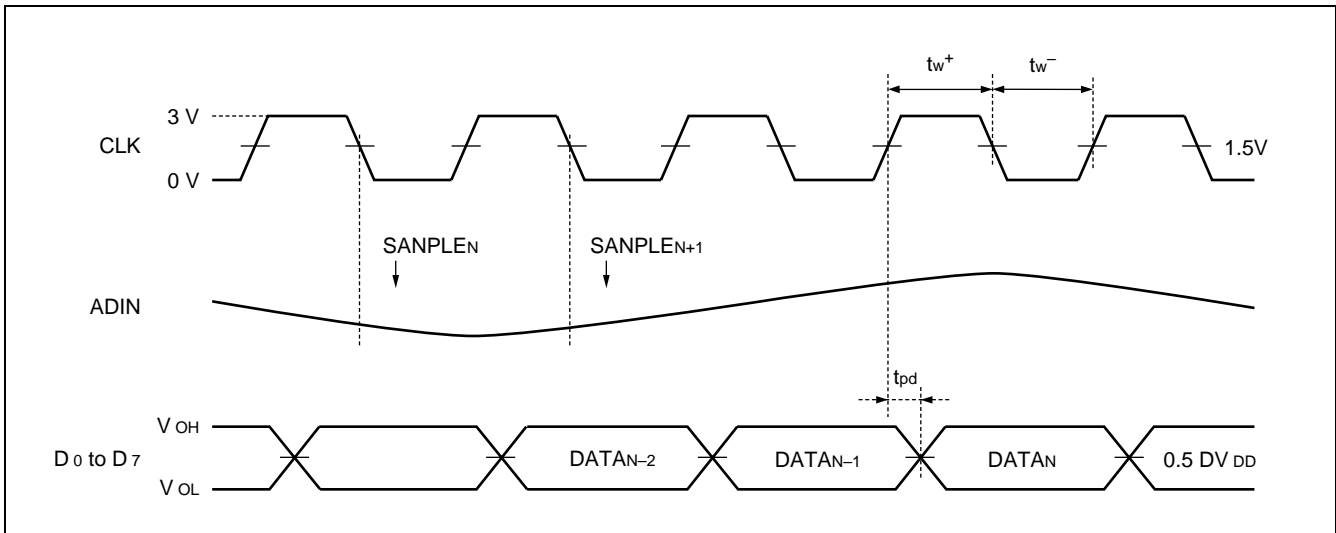 tw+ tw–
3 V
CLK
1.5V
0 V
SANPLEN SANPLEN+1
ADIN
tpd
V OH
D 0 to D 7 DATAN–2 DATAN–1 DATAN 0.5 DV DD
V OL